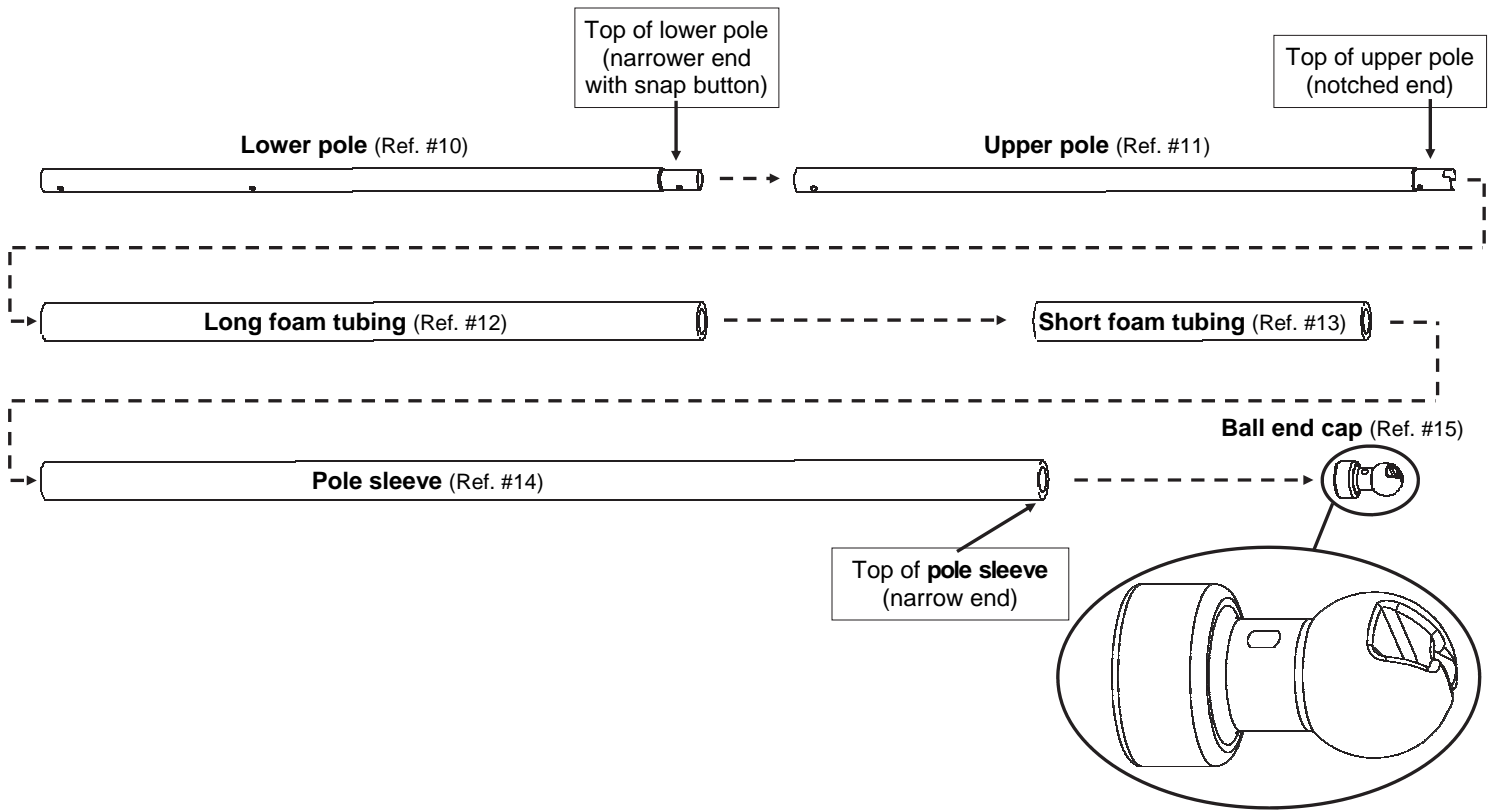 Top of lower pole
(narrower end
with snap button)
Top of upper pole
(notched end)
Lower pole (Ref. #10)
Upper pole (Ref. #11)
Long foam tubing (Ref. #12)
Short foam tubing (Ref. #13)
Ball end cap (Ref. #15)
Pole sleeve (Ref. #14)
Top of pole sleeve
(narrow end)